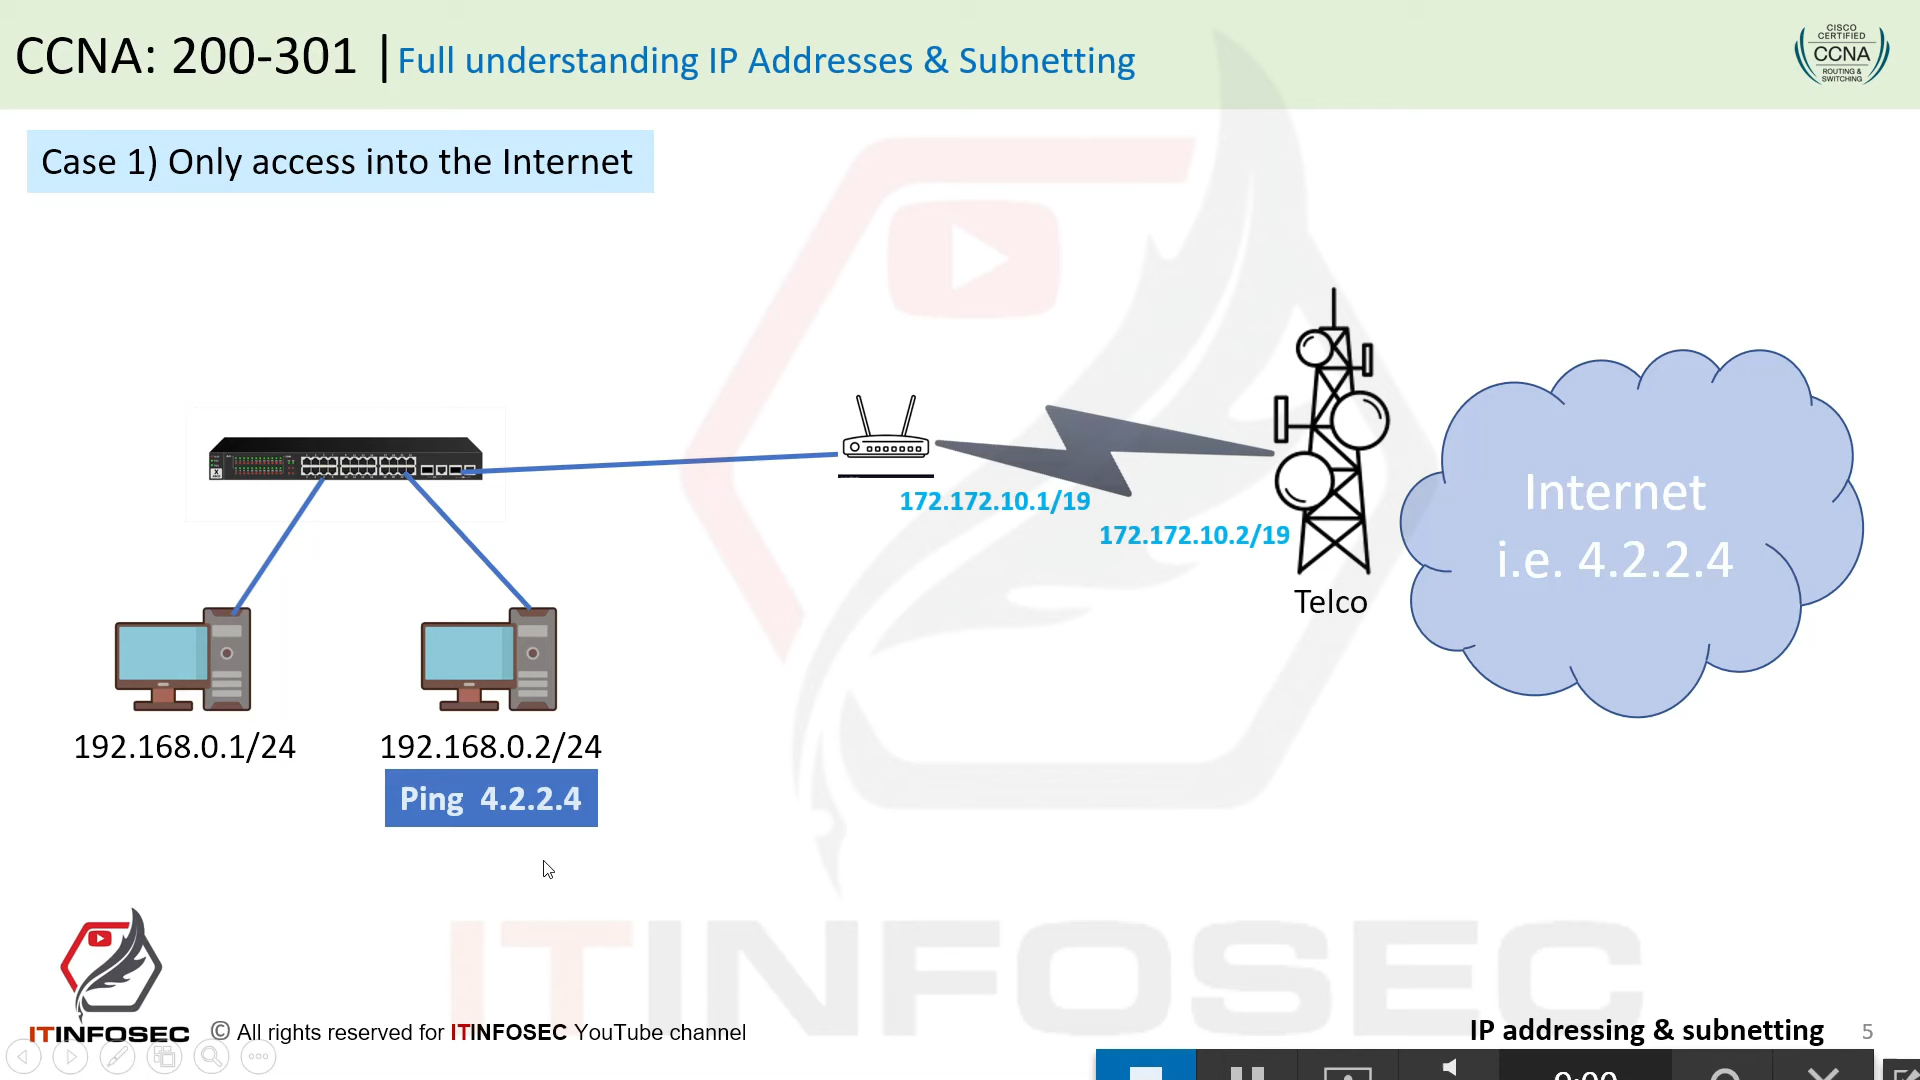 CCNA: 200-301 | Full understanding IP Addresses & Subnetting
CISCO
CERTIFIED
CCNA
ROUTING &
SWITCHING
Case 1) Only access into the Internet
172.172.10.1/19
172.172.10.2/19
Telco
Internet
i.e. 4.2.2.4
192.168.0.1/24
192.168.0.2/24
Ping 4.2.2.4
ITINFOSEC
ITINFOSEC
© All rights reserved for ITINFOSEC YouTube channel
IP addressing & subnetting
5